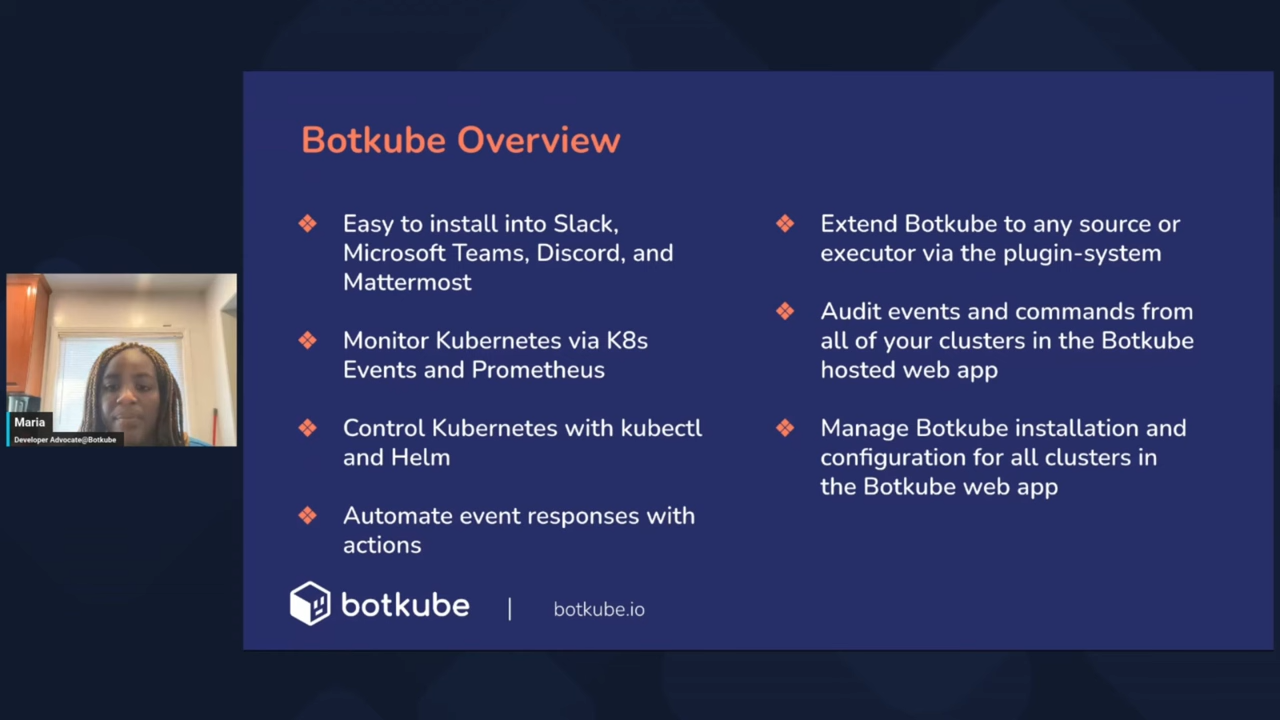 Botkube Overview
Easy to install into Slack,
Microsoft Teams, Discord, and
Mattermost
Monitor Kubernetes via K8s
Events and Prometheus
Control Kubernetes with kubectl
and Helm
Automate event responses with
actions
Extend Botkube to any source or
executor via the plugin-system
Audit events and commands from
all of your clusters in the Botkube
hosted web app
Manage Botkube installation and
configuration for all clusters in
the Botkube web app
botkube | botkube.io
Maria
Developer Advocate@Botkube